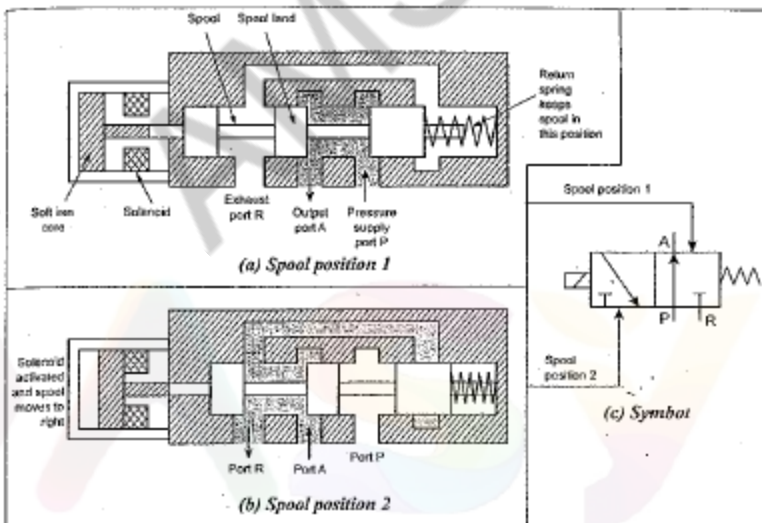 Spool
Spool land
Return
spring
keeps
spool in
this position
Soft iron
core
Solenoid
Exhaust
port R
Output
port A
Pressure
supply
port P
(a) Spool position 1
Spool position 1
A
P
R
Spool
position 2
(c) Symbol
Solenoid
activated
and spool
moves to
right
Port R
Port A
Port P
(b) Spool position 2